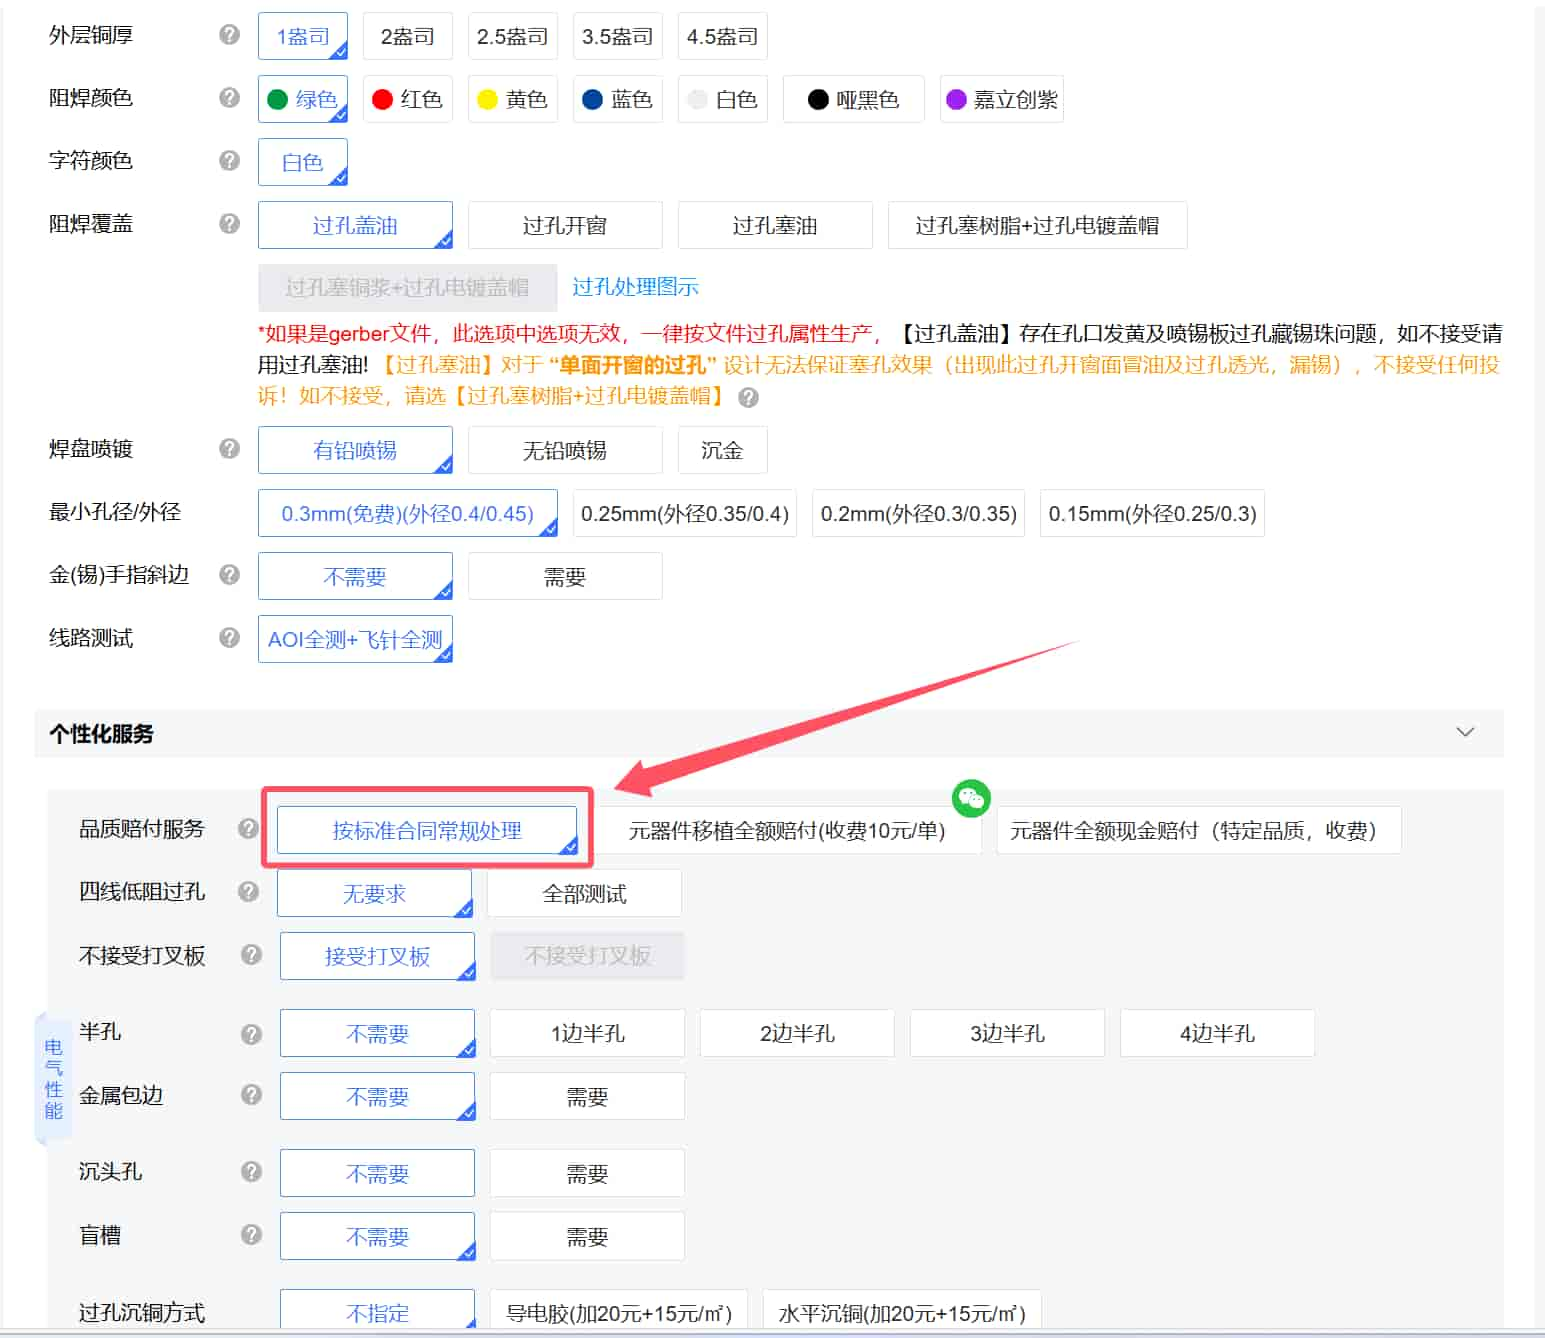 外层铜厚 1盎司 2盎司 2.5盎司 3.5盎司 4.5盎司
阻焊颜色 绿色 红色 黄色 蓝色 白色 哑黑色 嘉立创紫
字符颜色 白色
阻焊覆盖 过孔盖油 过孔开窗 过孔塞油 过孔塞树脂+过孔电镀盖帽
过孔塞铜浆+过孔电镀盖帽 过孔处理图示
*如果是gerber文件，此选项中选项无效，一律按文件过孔属性生产，【过孔盖油】存在孔口发黄及喷锡板过孔藏锡珠问题，如不接受请
用过孔塞油!【过孔塞油】对于“单面开窗的过孔”设计无法保证塞孔效果（出现此过孔开窗面冒油及过孔透光，漏锡），不接受任何投
诉！如不接受，请选【过孔塞树脂+过孔电镀盖帽】
焊盘喷镀 有铅喷锡 无铅喷锡 沉金
最小孔径/外径 0.3mm(免费)(外径0.4/0.45) 0.25mm(外径0.35/0.4) 0.2mm(外径0.3/0.35) 0.15mm(外径0.25/0.3)
金(锡)手指斜边 不需要 需要
线路测试 AOI全测+飞针全测
个性化服务
品质赔付服务 按标准合同常规处理 元器件移植全额赔付(收费10元/单) 元器件全额现金赔付（特定品质，收费）
四线低阻过孔 无要求 全部测试
不接受打叉板 接受打叉板 不接受打叉板
半孔 不需要 1边半孔 2边半孔 3边半孔 4边半孔
电气性能
金属包边 不需要 需要
沉头孔 不需要 需要
盲槽 不需要 需要
过孔沉铜方式 不指定 导电胶(加20元+15元/㎡) 水平沉铜(加20元+15元/㎡)